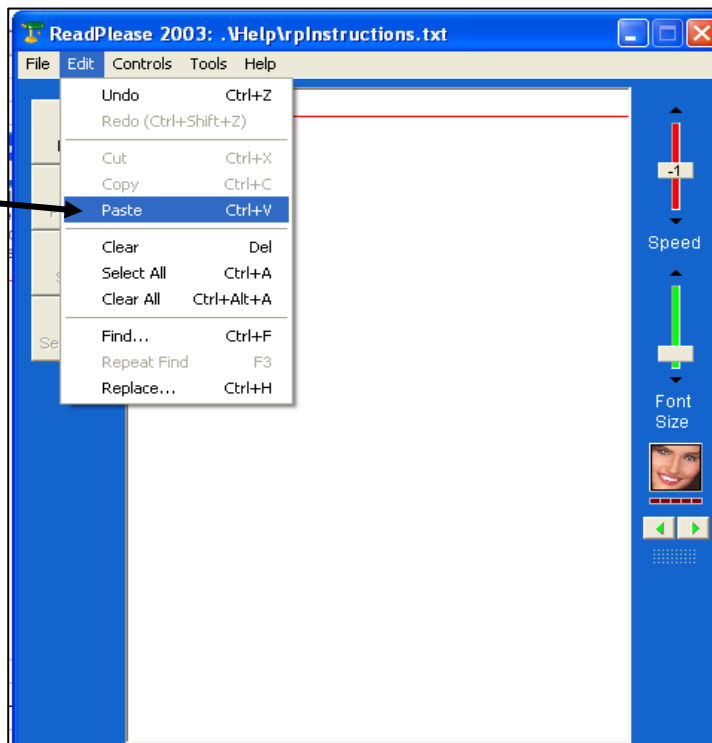 ReadPlease 2003: .\Help\rpInstructions.txt
File Edit Controls Tools Help
Undo Ctrl+Z
Redo (Ctrl+Shift+Z)
Cut Ctrl+X
Copy Ctrl+C
Paste Ctrl+V
Clear Del
Select All Ctrl+A
Clear All Ctrl+Alt+A
Find... Ctrl+F
Repeat Find F3
Replace... Ctrl+H
-1
Speed
Font
Size